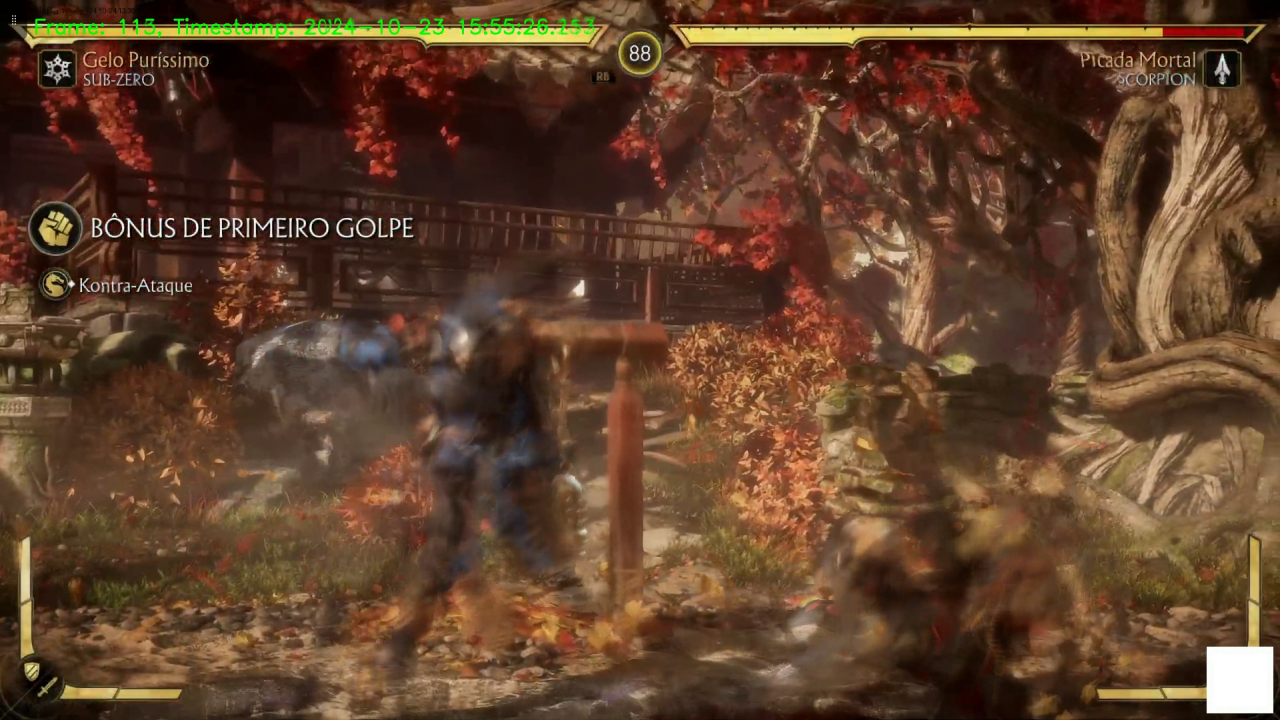 Frame: 113, Timestamp: 2024-10-23 15:55:26.253
88
Gelo Puríssimo
SUB-ZERO
RB
Picada Mortal
SCORPION
BÔNUS DE PRIMEIRO GOLPE
Kontra-Ataque